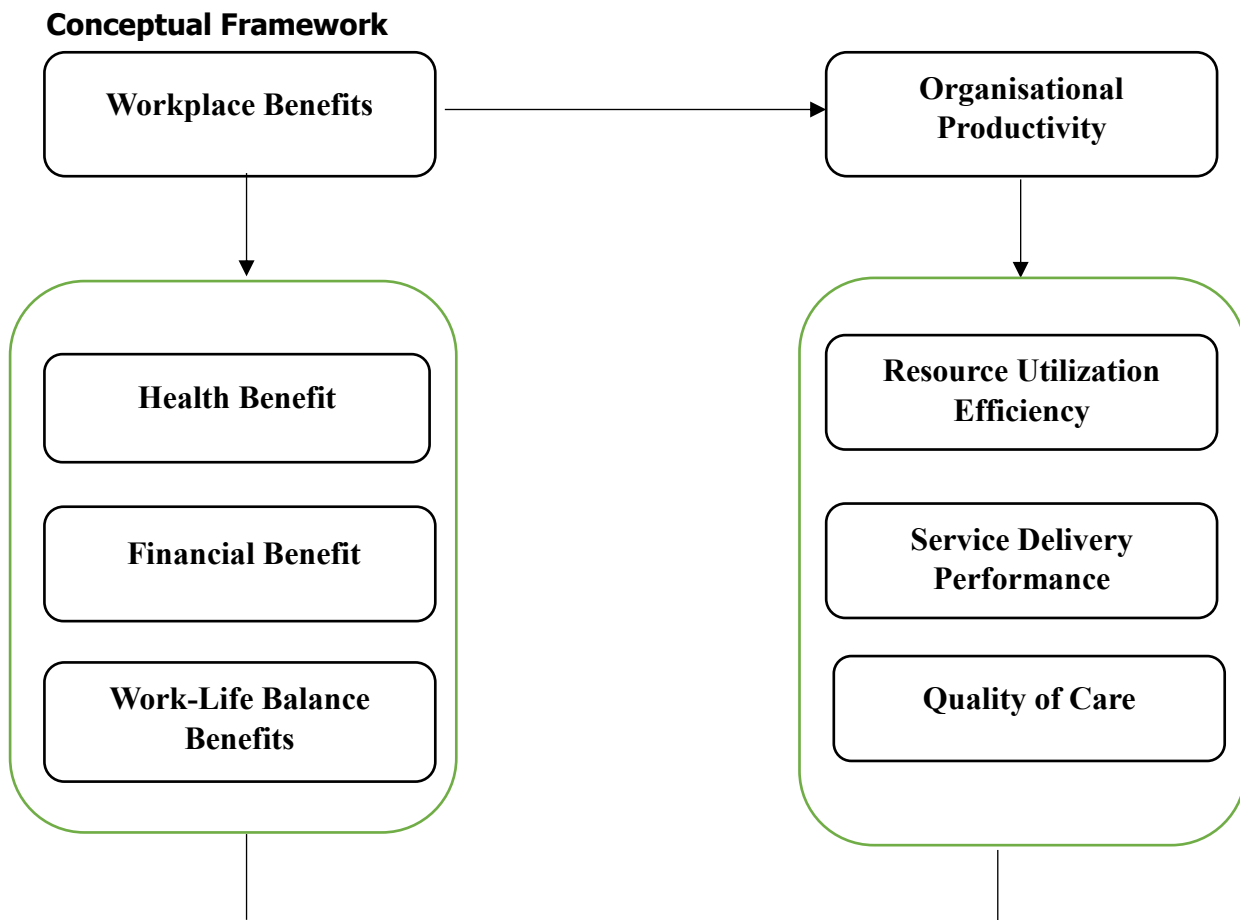 Conceptual Framework
Workplace Benefits
Organisational
Productivity
Health Benefit
Financial Benefit
Work-Life Balance
Benefits
Resource Utilization
Efficiency
Service Delivery
Performance
Quality of Care